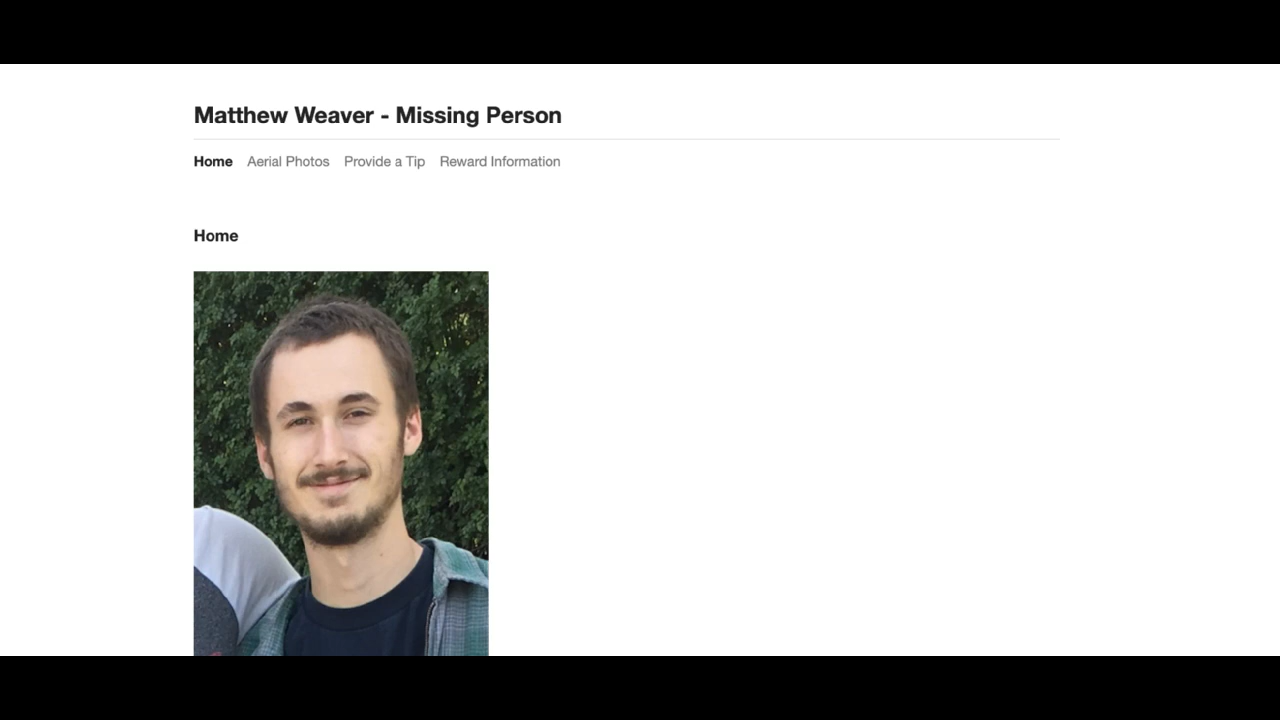 Matthew Weaver - Missing Person
Home Aerial Photos Provide a Tip Reward Information
Home